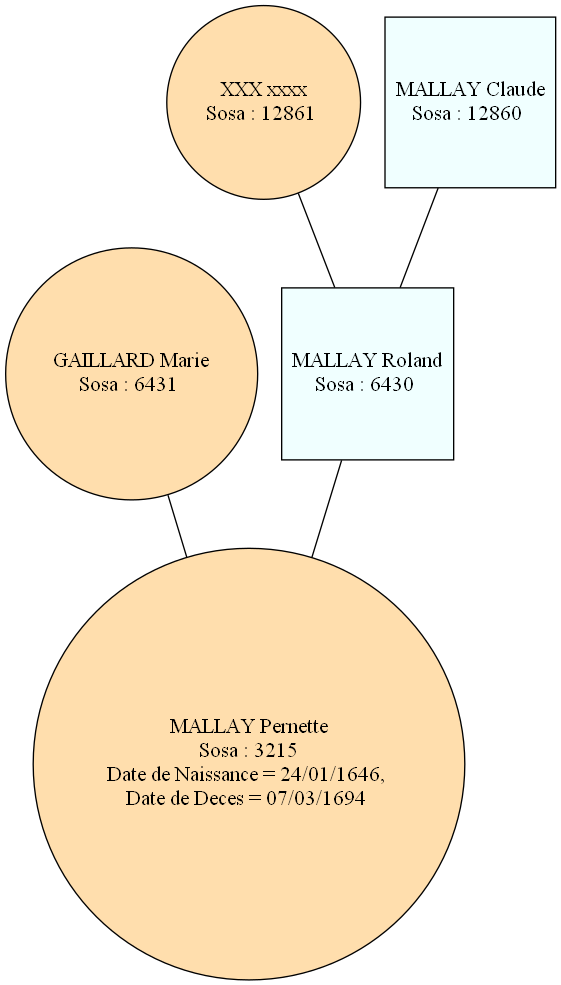 XXX xxxx
Sosa : 12861
MALLAY Claude
Sosa : 12860
GAILLARD Marie
Sosa : 6431
MALLAY Roland
Sosa : 6430
MALLAY Pernette
Sosa : 3215
Date de Naissance = 24/01/1646,
Date de Deces = 07/03/1694